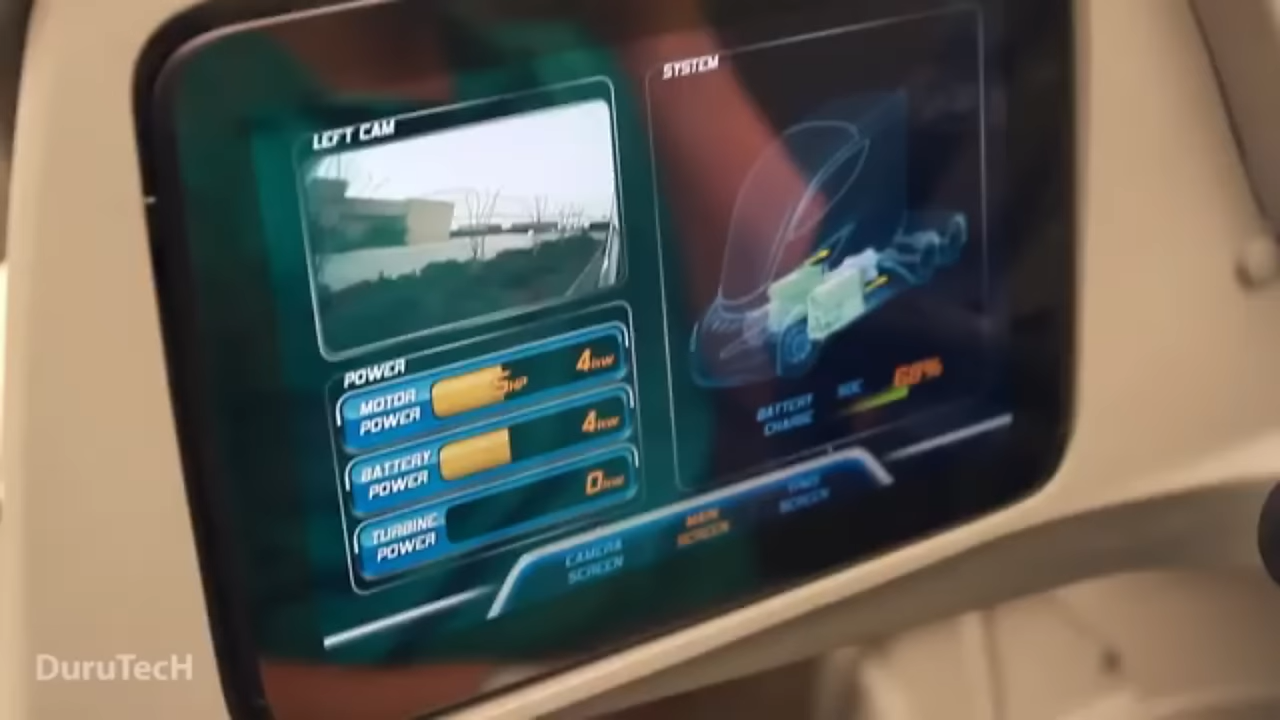 LEFT CAM
SYSTEM
POWER
MOTOR
POWER
5HP
4kW
BATTERY
POWER
4kW
TURBINE
POWER
0kW
BATTERY
CHARGE
SOC
60%
CAMERA
SCREEN
MAIN
SCREEN
SCREEN
DuruTecH